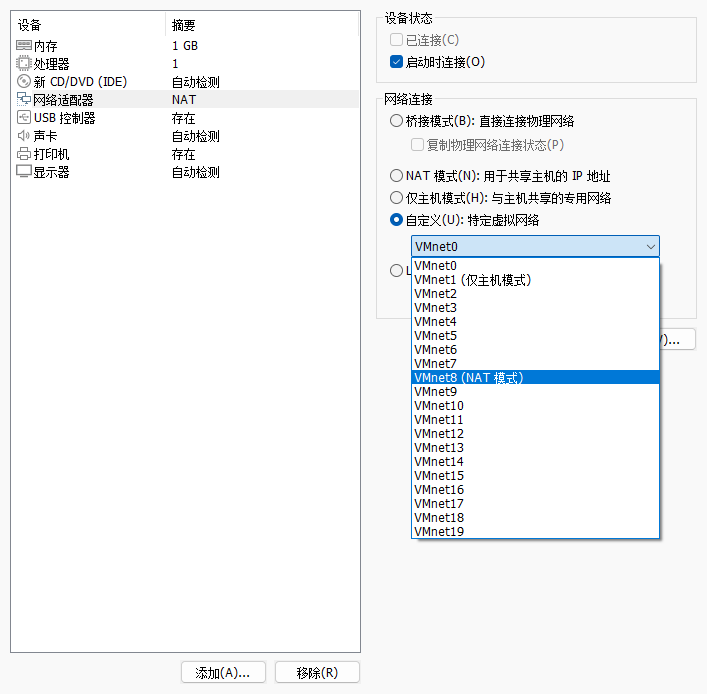 设备 摘要
内存 1 GB
处理器 1
新 CD/DVD (IDE) 自动检测
网络适配器 NAT
USB 控制器 存在
声卡 自动检测
打印机 存在
显示器 自动检测
添加(A)... 移除(R)
设备状态
已连接(C)
启动时连接(O)
网络连接
桥接模式(B): 直接连接物理网络
复制物理网络连接状态(P)
NAT 模式(N): 用于共享主机的 IP 地址
仅主机模式(H): 与主机共享的专用网络
自定义(U): 特定虚拟网络
VMnet0
VMnet0
VMnet1 (仅主机模式)
VMnet2
VMnet3
VMnet4
VMnet5
VMnet6
VMnet7
VMnet8 (NAT 模式)
VMnet9
VMnet10
VMnet11
VMnet12
VMnet13
VMnet14
VMnet15
VMnet16
VMnet17
VMnet18
VMnet19